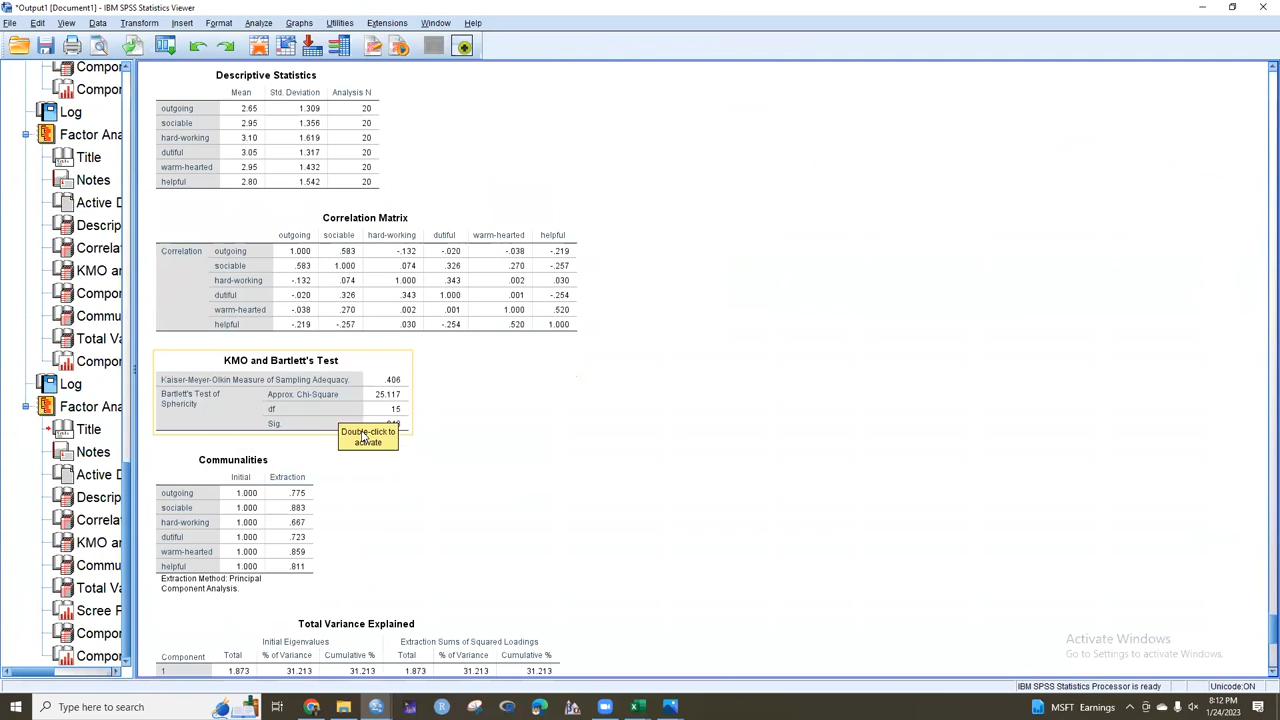 *Output1 [Document1] - IBM SPSS Statistics Viewer
File Edit View Data Transform Insert Format Analyze Graphs Utilities Extensions Window Help
Compo
Compor
Log
Factor Ana
Title
Notes
Active D
Descrip
Correla
KMO ar
Compor
Commu
Total Va
Compor
Log
Factor Ana
Title
Notes
Active D
Descrip
Correla
KMO ar
Commu
Total Va
Scree F
Compor
Compor
Descriptive Statistics
Mean Std. Deviation Analysis N
outgoing 2.65 1.309 20
sociable 2.95 1.356 20
hard-working 3.10 1.619 20
dutiful 3.05 1.317 20
warm-hearted 2.95 1.432 20
helpful 2.80 1.542 20
Correlation Matrix
outgoing sociable hard-working dutiful warm-hearted helpful
Correlation outgoing 1.000 .583 -.132 -.020 -.038 -.219
sociable .583 1.000 .074 .326 .270 -.257
hard-working -.132 .074 1.000 .343 .002 .030
dutiful -.020 .326 .343 1.000 .001 -.254
warm-hearted -.038 .270 .002 .001 1.000 .520
helpful -.219 -.257 .030 -.254 .520 1.000
KMO and Bartlett's Test
Kaiser-Meyer-Olkin Measure of Sampling Adequacy. .406
Bartlett's Test of Sphericity Approx. Chi-Square 25.117
df 15
Sig.
Double-click to
activate
Communalities
Initial Extraction
outgoing 1.000 .775
sociable 1.000 .883
hard-working 1.000 .667
dutiful 1.000 .723
warm-hearted 1.000 .859
helpful 1.000 .811
Extraction Method: Principal
Component Analysis.
Total Variance Explained
Initial Eigenvalues Extraction Sums of Squared Loadings
Component Total % of Variance Cumulative % Total % of Variance Cumulative %
1 1.873 31.213 31.213 1.873 31.213 31.213
Activate Windows
Go to Settings to activate Windows.
IBM SPSS Statistics Processor is ready Unicode:ON
Type here to search
MSFT Earnings
8:12 PM
1/24/2023